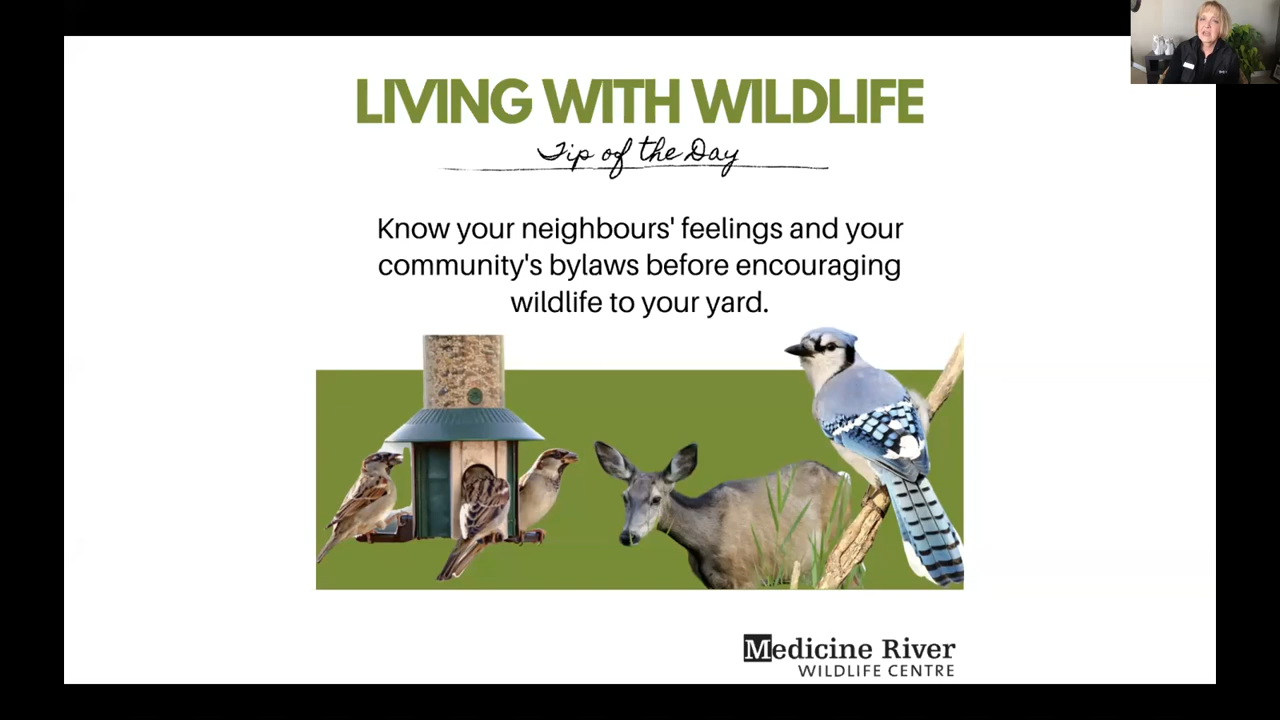 LIVING WITH WILDLIFE
Tip of the Day
Know your neighbours' feelings and your
community's bylaws before encouraging
wildlife to your yard.
Medicine River
WILDLIFE CENTRE